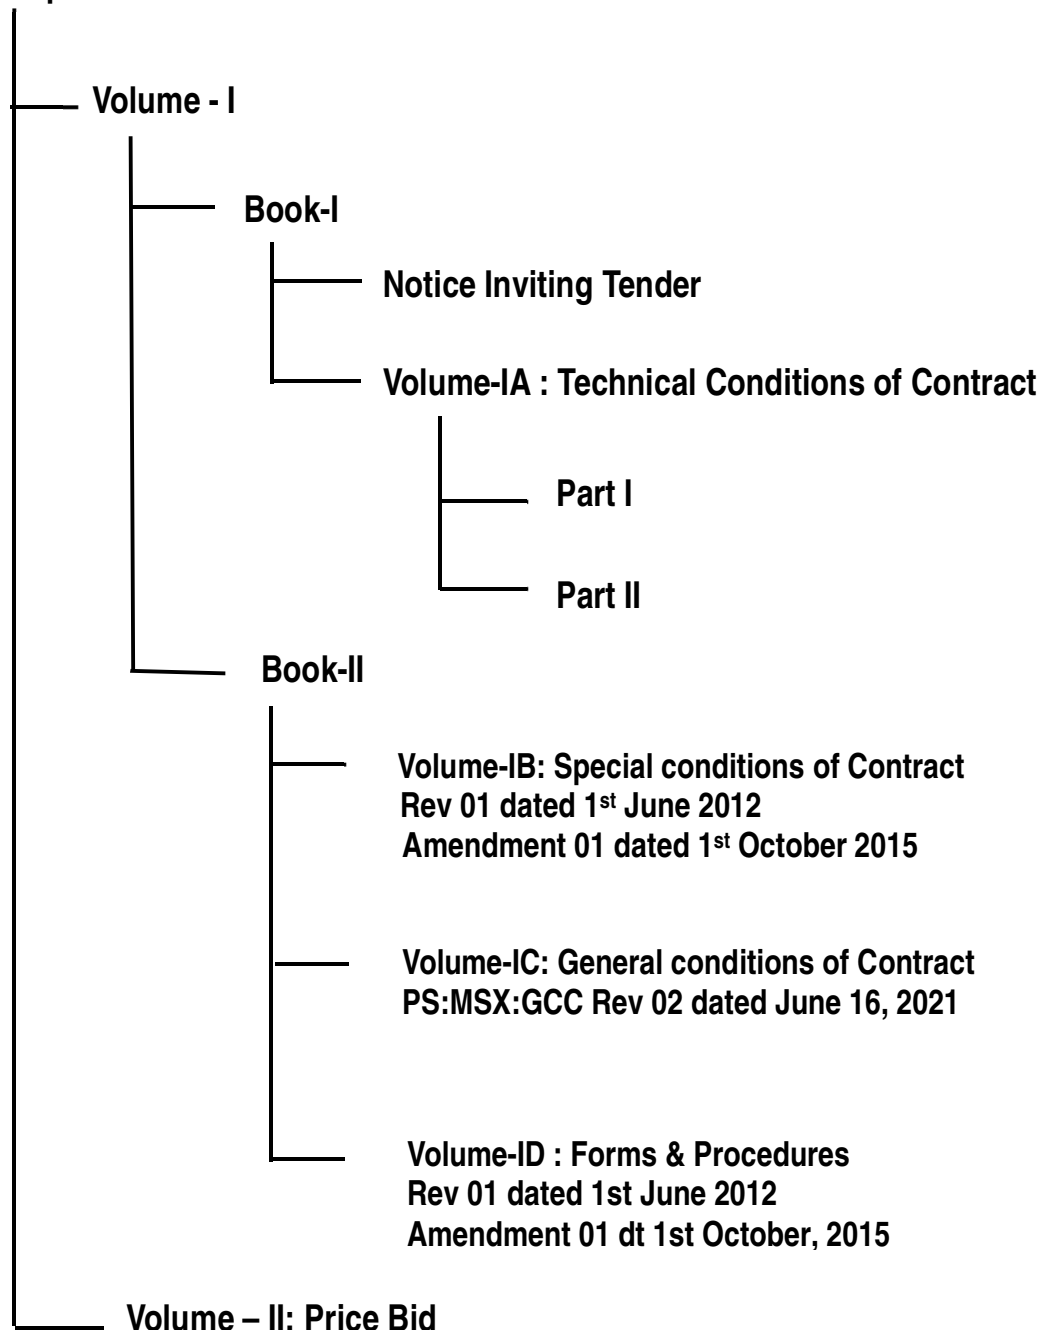 Volume - I
Book-I
Notice Inviting Tender
Volume-IA : Technical Conditions of Contract
Part I
Part II
Book-II
Volume-IB: Special conditions of Contract
Rev 01 dated 1st June 2012
Amendment 01 dated 1st October 2015
Volume-IC: General conditions of Contract
PS:MSX:GCC Rev 02 dated June 16, 2021
Volume-ID : Forms & Procedures
Rev 01 dated 1st June 2012
Amendment 01 dt 1st October, 2015
Volume – II: Price Bid